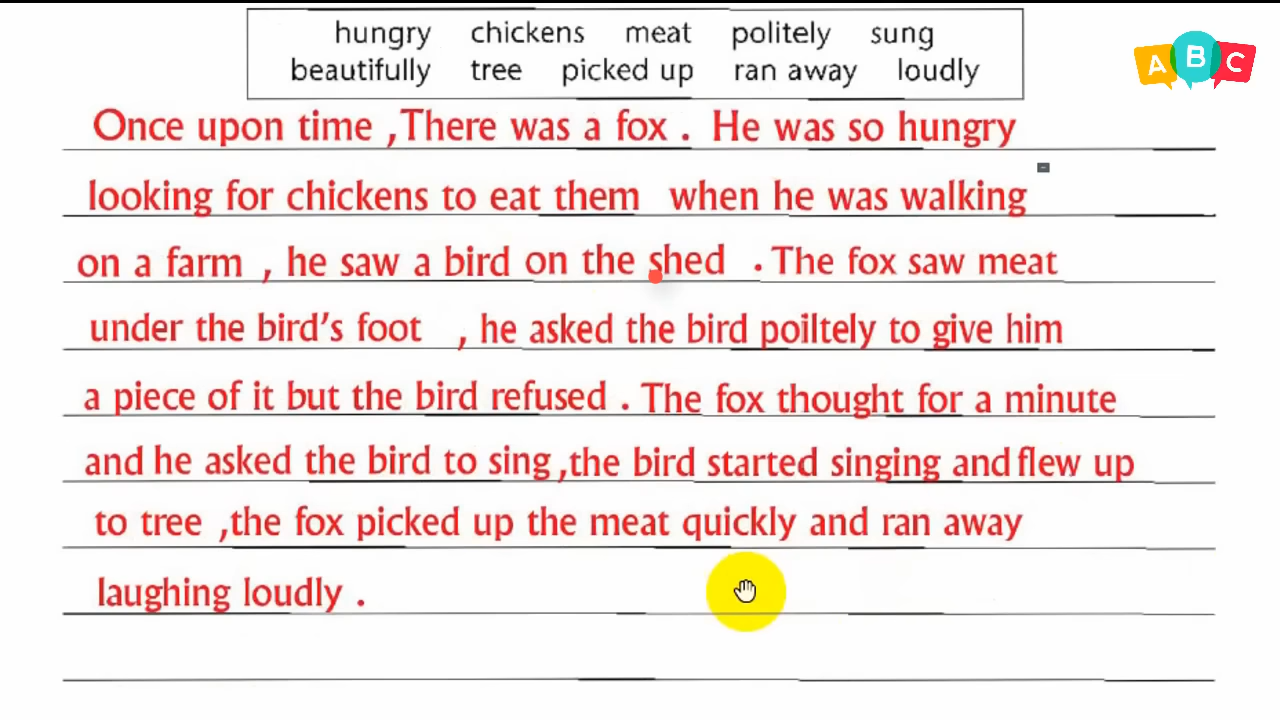 hungry chickens meat politely sung
beautifully tree picked up ran away loudly
A B C
Once upon time ,There was a fox . He was so hungry
looking for chickens to eat them when he was walking
on a farm , he saw a bird on the shed . The fox saw meat
under the bird's foot , he asked the bird poiltely to give him
a piece of it but the bird refused . The fox thought for a minute
and he asked the bird to sing ,the bird started singing and flew up
to tree ,the fox picked up the meat quickly and ran away
laughing loudly .